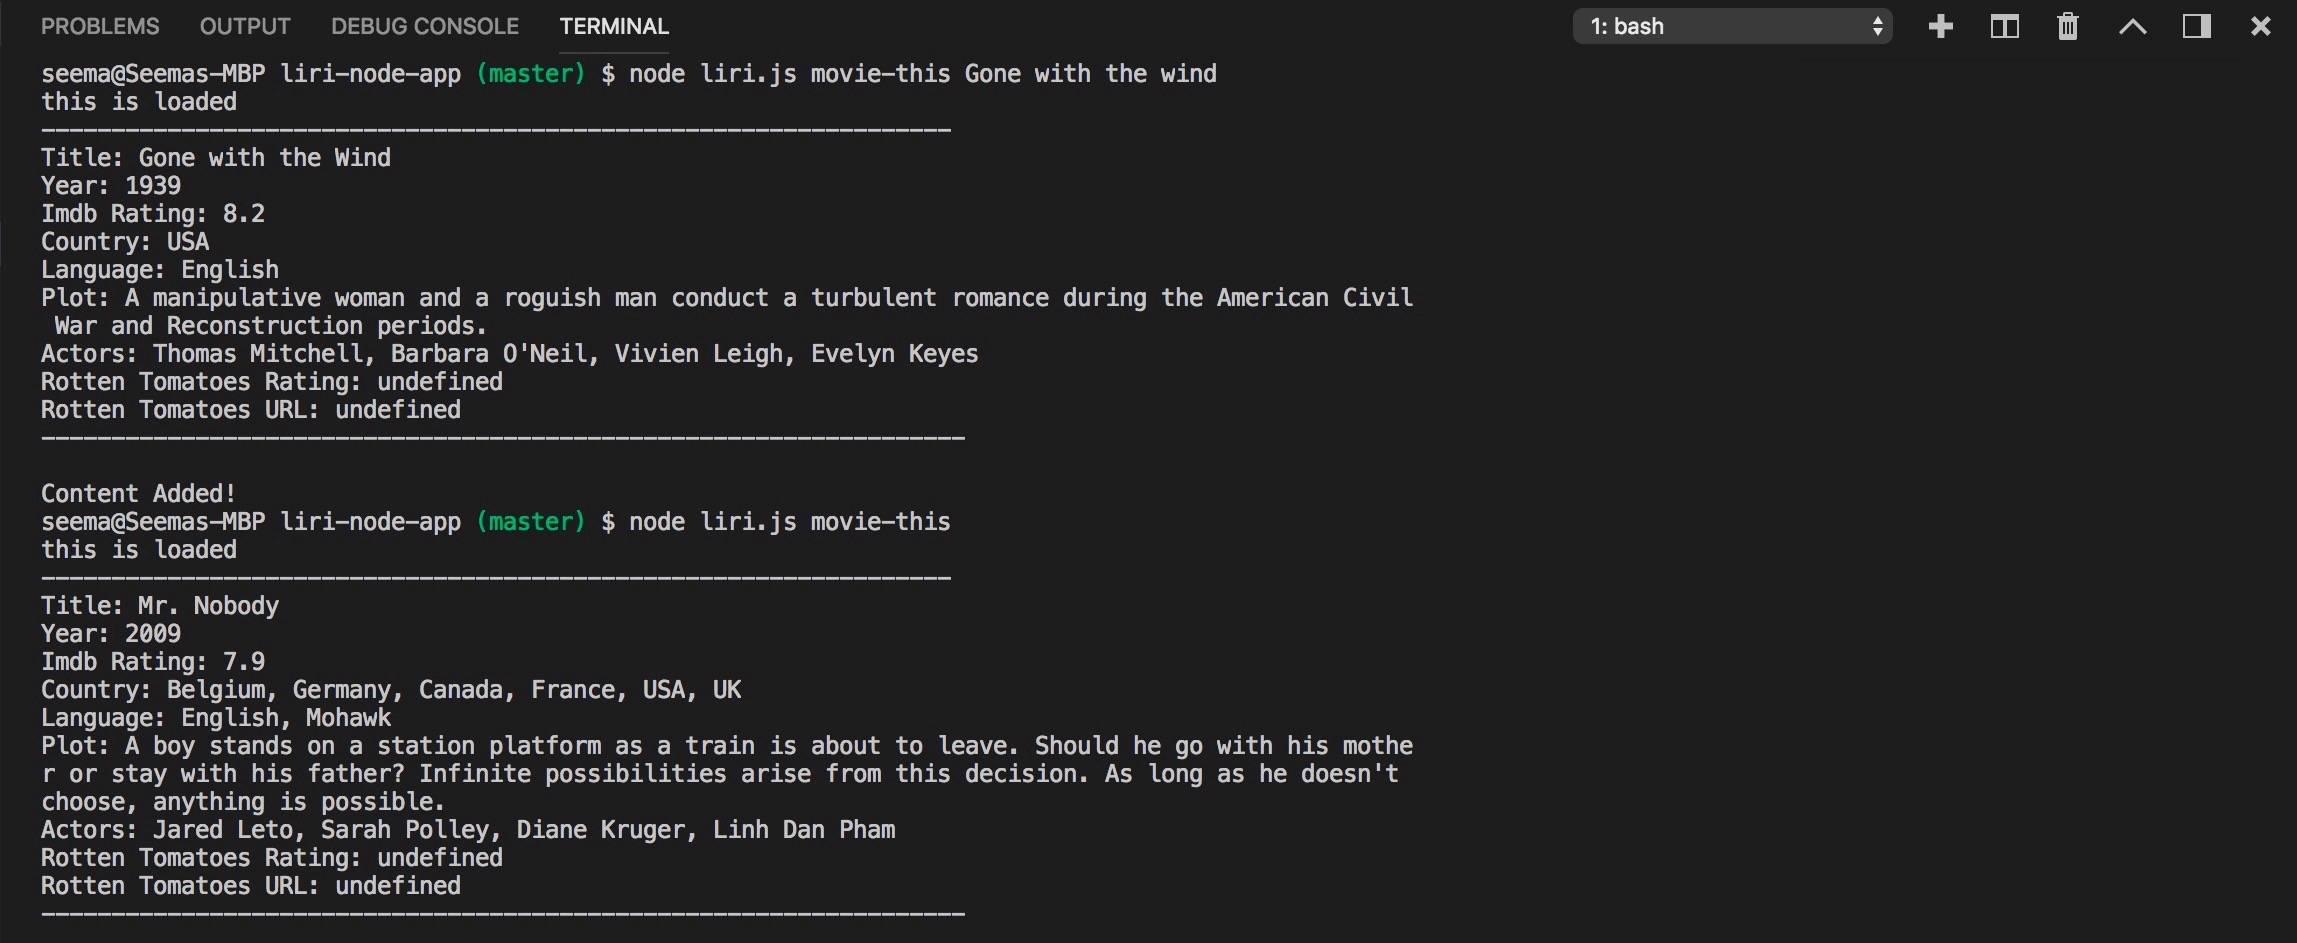 PROBLEMS OUTPUT DEBUG CONSOLE TERMINAL 1: bash
seema@Seemas-MBP liri-node-app (master) $ node liri.js movie-this Gone with the wind
this is loaded
-----------------------------------------------------------------
Title: Gone with the Wind
Year: 1939
Imdb Rating: 8.2
Country: USA
Language: English
Plot: A manipulative woman and a roguish man conduct a turbulent romance during the American Civil
 War and Reconstruction periods.
Actors: Thomas Mitchell, Barbara O'Neil, Vivien Leigh, Evelyn Keyes
Rotten Tomatoes Rating: undefined
Rotten Tomatoes URL: undefined
------------------------------------------------------------------
Content Added!
seema@Seemas-MBP liri-node-app (master) $ node liri.js movie-this
this is loaded
-----------------------------------------------------------------
Title: Mr. Nobody
Year: 2009
Imdb Rating: 7.9
Country: Belgium, Germany, Canada, France, USA, UK
Language: English, Mohawk
Plot: A boy stands on a station platform as a train is about to leave. Should he go with his mothe
r or stay with his father? Infinite possibilities arise from this decision. As long as he doesn't
choose, anything is possible.
Actors: Jared Leto, Sarah Polley, Diane Kruger, Linh Dan Pham
Rotten Tomatoes Rating: undefined
Rotten Tomatoes URL: undefined
------------------------------------------------------------------